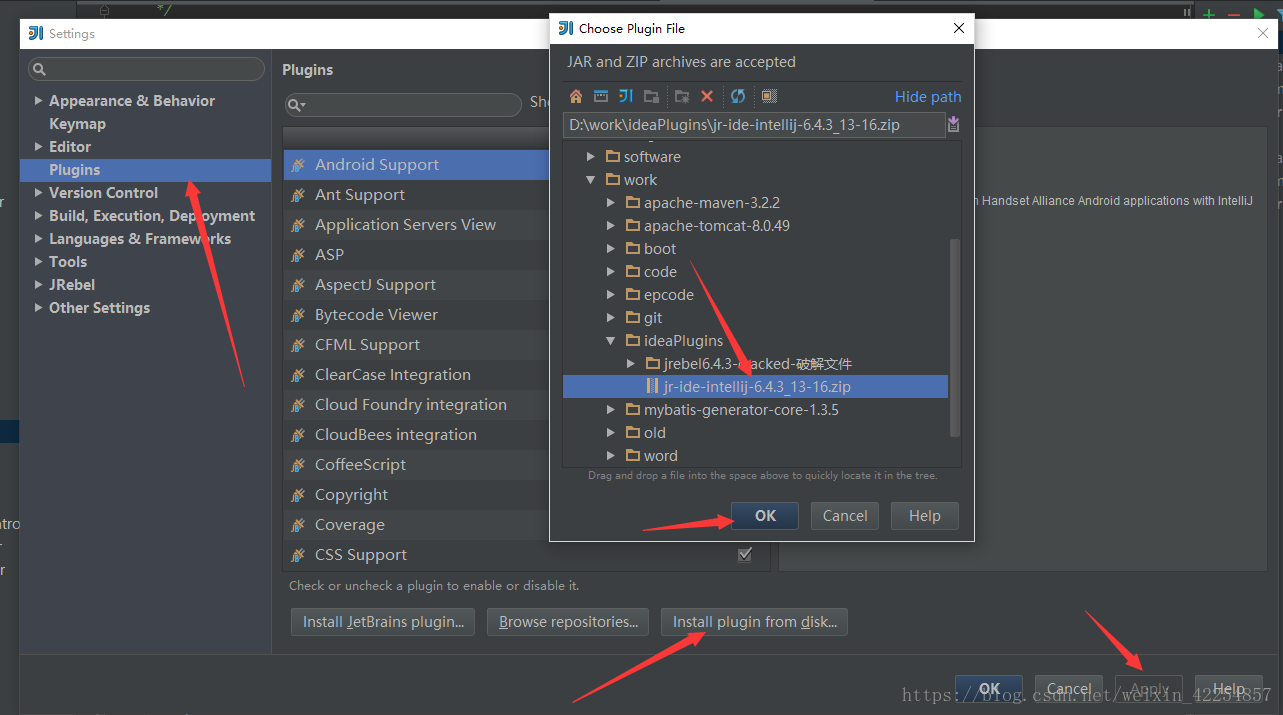 */
Settings
Plugins
Sho
Appearance & Behavior
Keymap
Editor
Plugins
Version Control
Build, Execution, Deployment
Languages & Frameworks
Tools
JRebel
Other Settings
Android Support
Ant Support
Application Servers View
ASP
AspectJ Support
Bytecode Viewer
CFML Support
ClearCase Integration
Cloud Foundry integration
CloudBees integration
CoffeeScript
Copyright
Coverage
CSS Support
Check or uncheck a plugin to enable or disable it.
Install JetBrains plugin...
Browse repositories...
Install plugin from disk...
Choose Plugin File
JAR and ZIP archives are accepted
Hide path
D:\work\ideaPlugins\jr-ide-intellij-6.4.3_13-16.zip
software
work
apache-maven-3.2.2
apache-tomcat-8.0.49
boot
code
epcode
git
ideaPlugins
jrebel6.4.3-cracked-破解文件
jr-ide-intellij-6.4.3_13-16.zip
mybatis-generator-core-1.3.5
old
word
Drag and drop a file into the space above to quickly locate it in the tree.
OK
Cancel
Help
Handset Alliance Android applications with IntelliJ
OK
Cancel
Apply
Help
https://blog.csdn.net/weixin_42254857